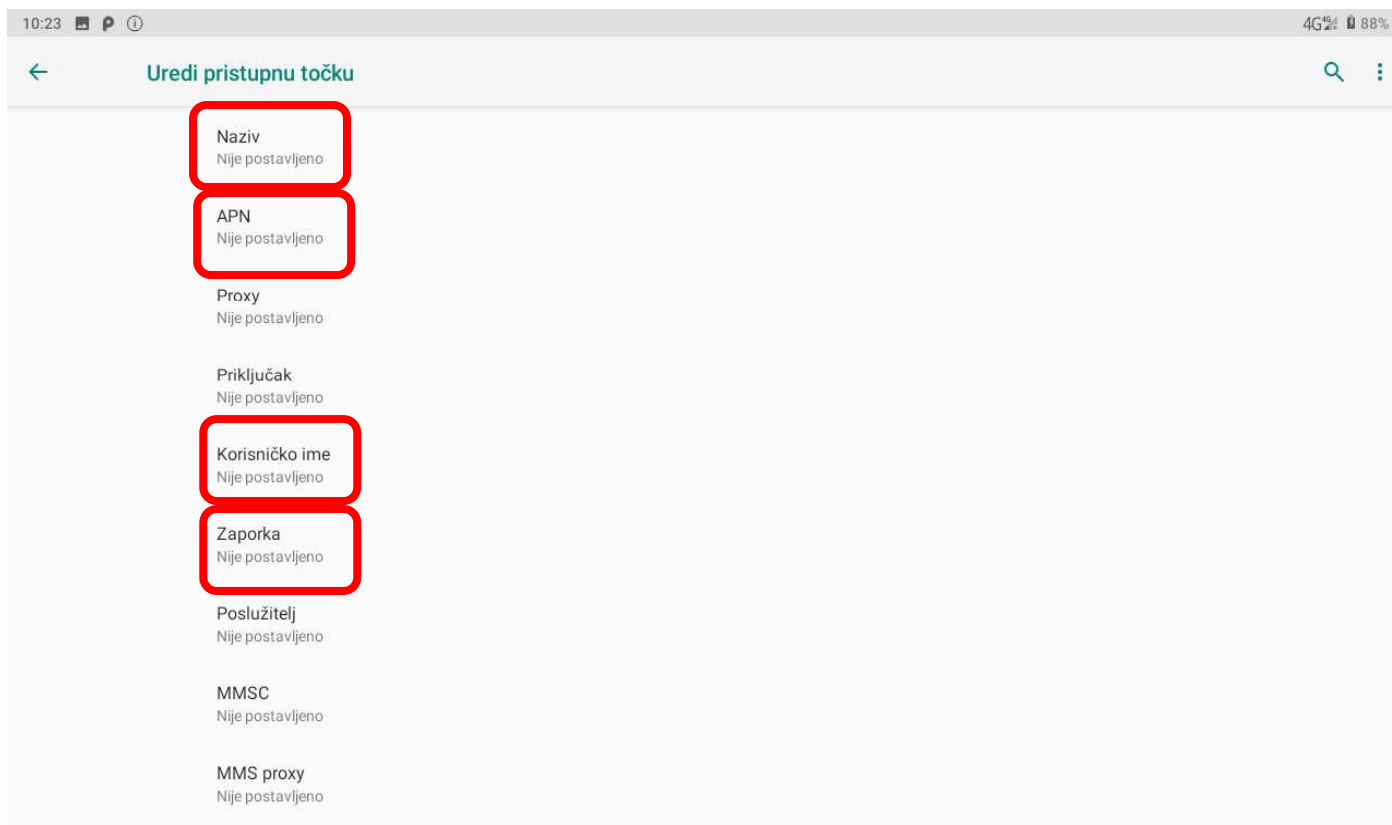 10:23 4G 88%
Uredi pristupnu točku
Naziv
Nije postavljeno
APN
Nije postavljeno
Proxy
Nije postavljeno
Priključak
Nije postavljeno
Korisničko ime
Nije postavljeno
Zaporka
Nije postavljeno
Poslužitelj
Nije postavljeno
MMSC
Nije postavljeno
MMS proxy
Nije postavljeno